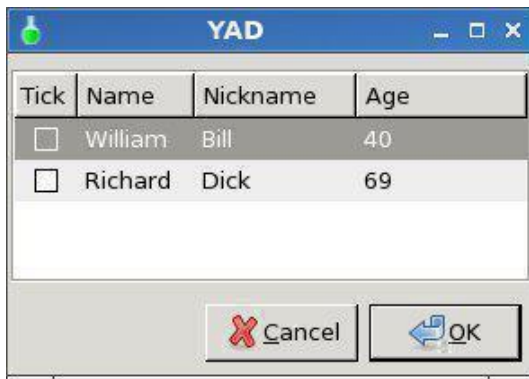 YAD
Tick Name Nickname Age
William Bill 40
Richard Dick 69
Cancel OK